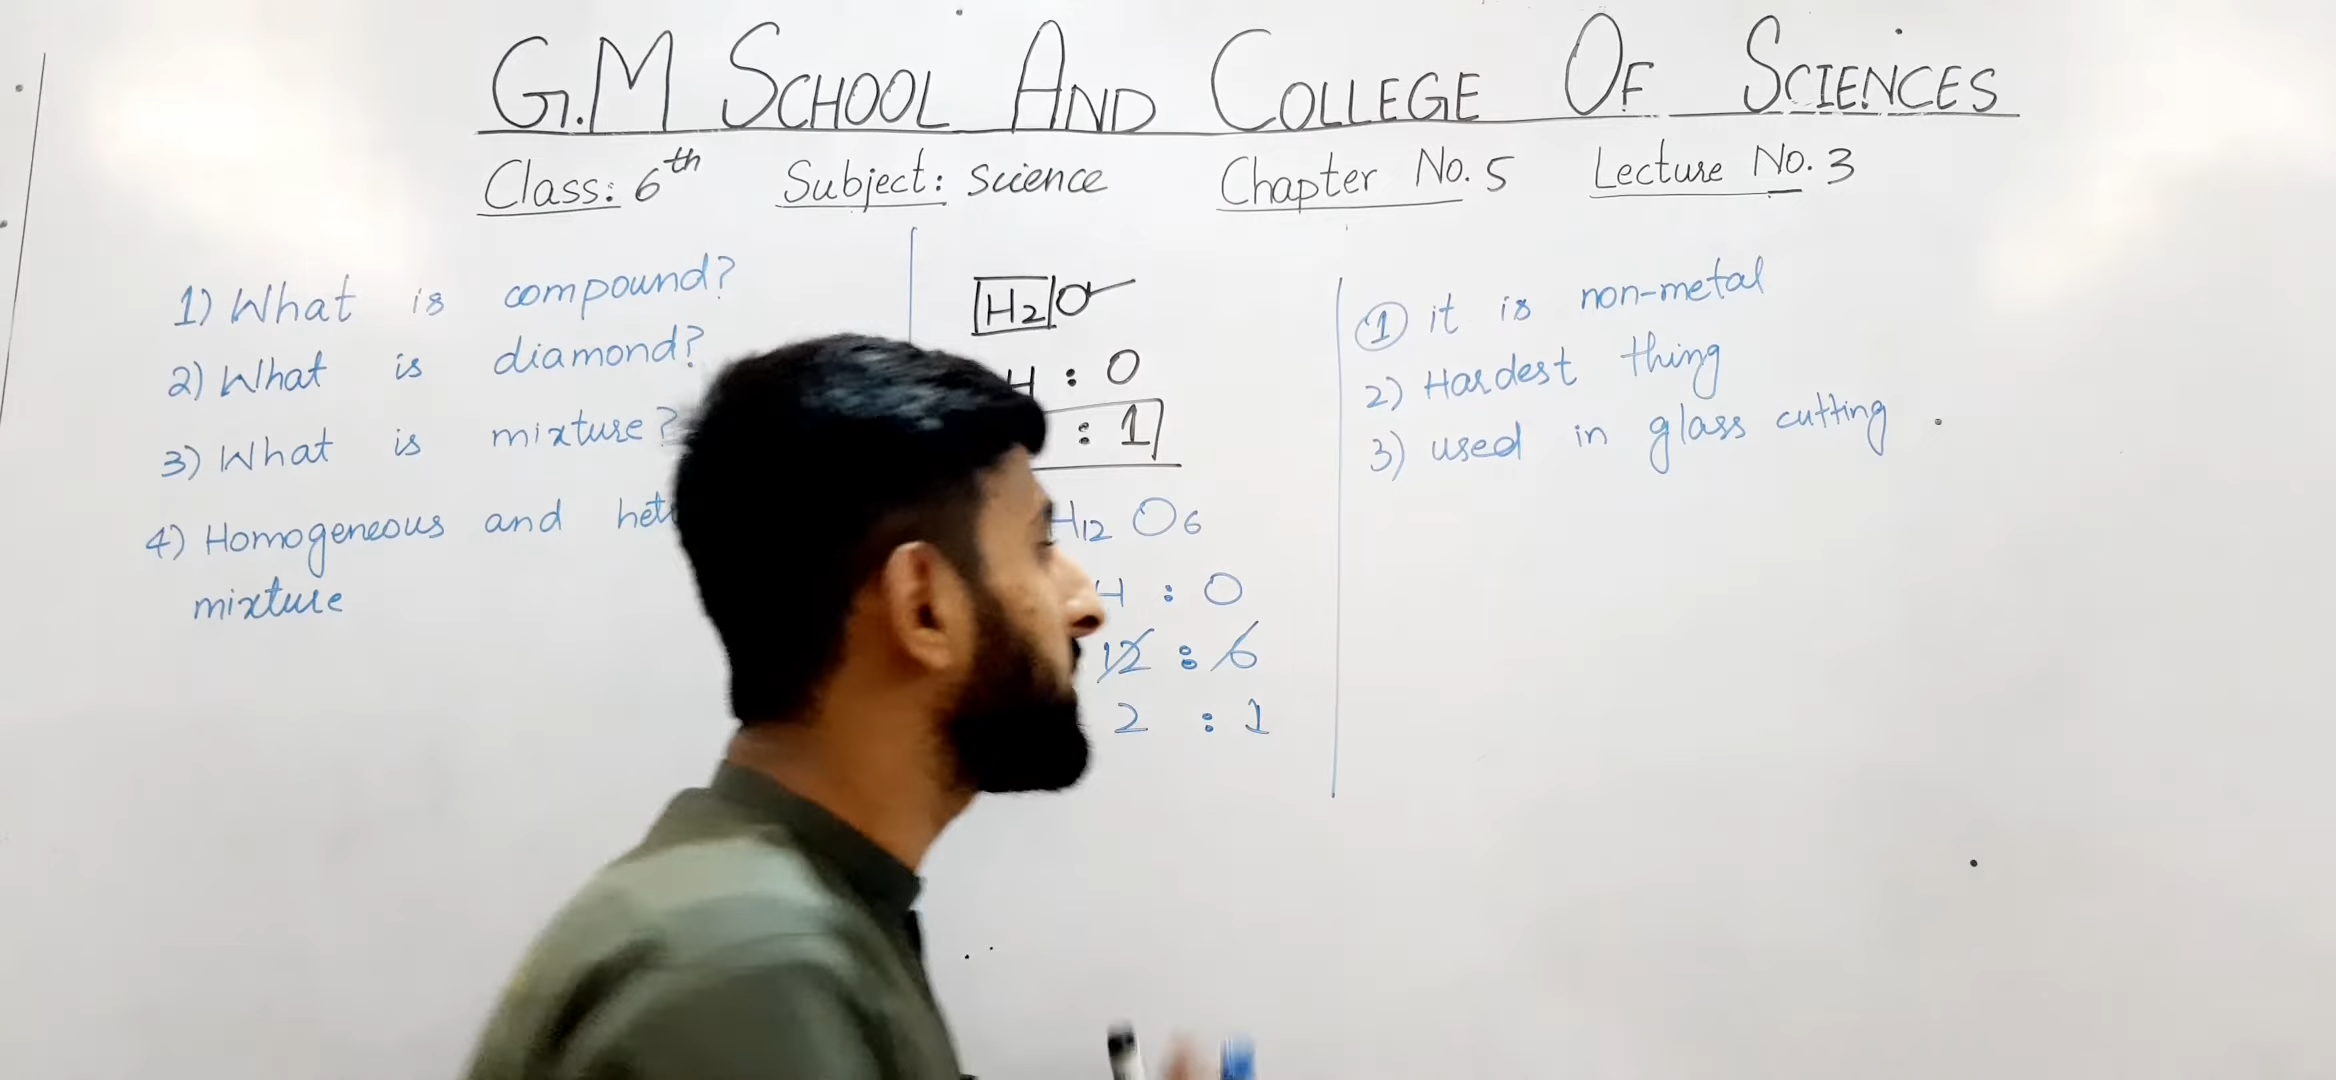 G.M SCHOOL AND COLLEGE OF SCIENCES
Class: 6th Subject: science Chapter No. 5 Lecture No. 3
1) What is compound?
2) What is diamond?
3) What is mixture?
4) Homogeneous and
mixture
H2O
H : O
: 1
H12 O6
H : O
12 : 6
2 : 1
1 it is non-metal
2) Hardest thing
3) used in glass cutting .